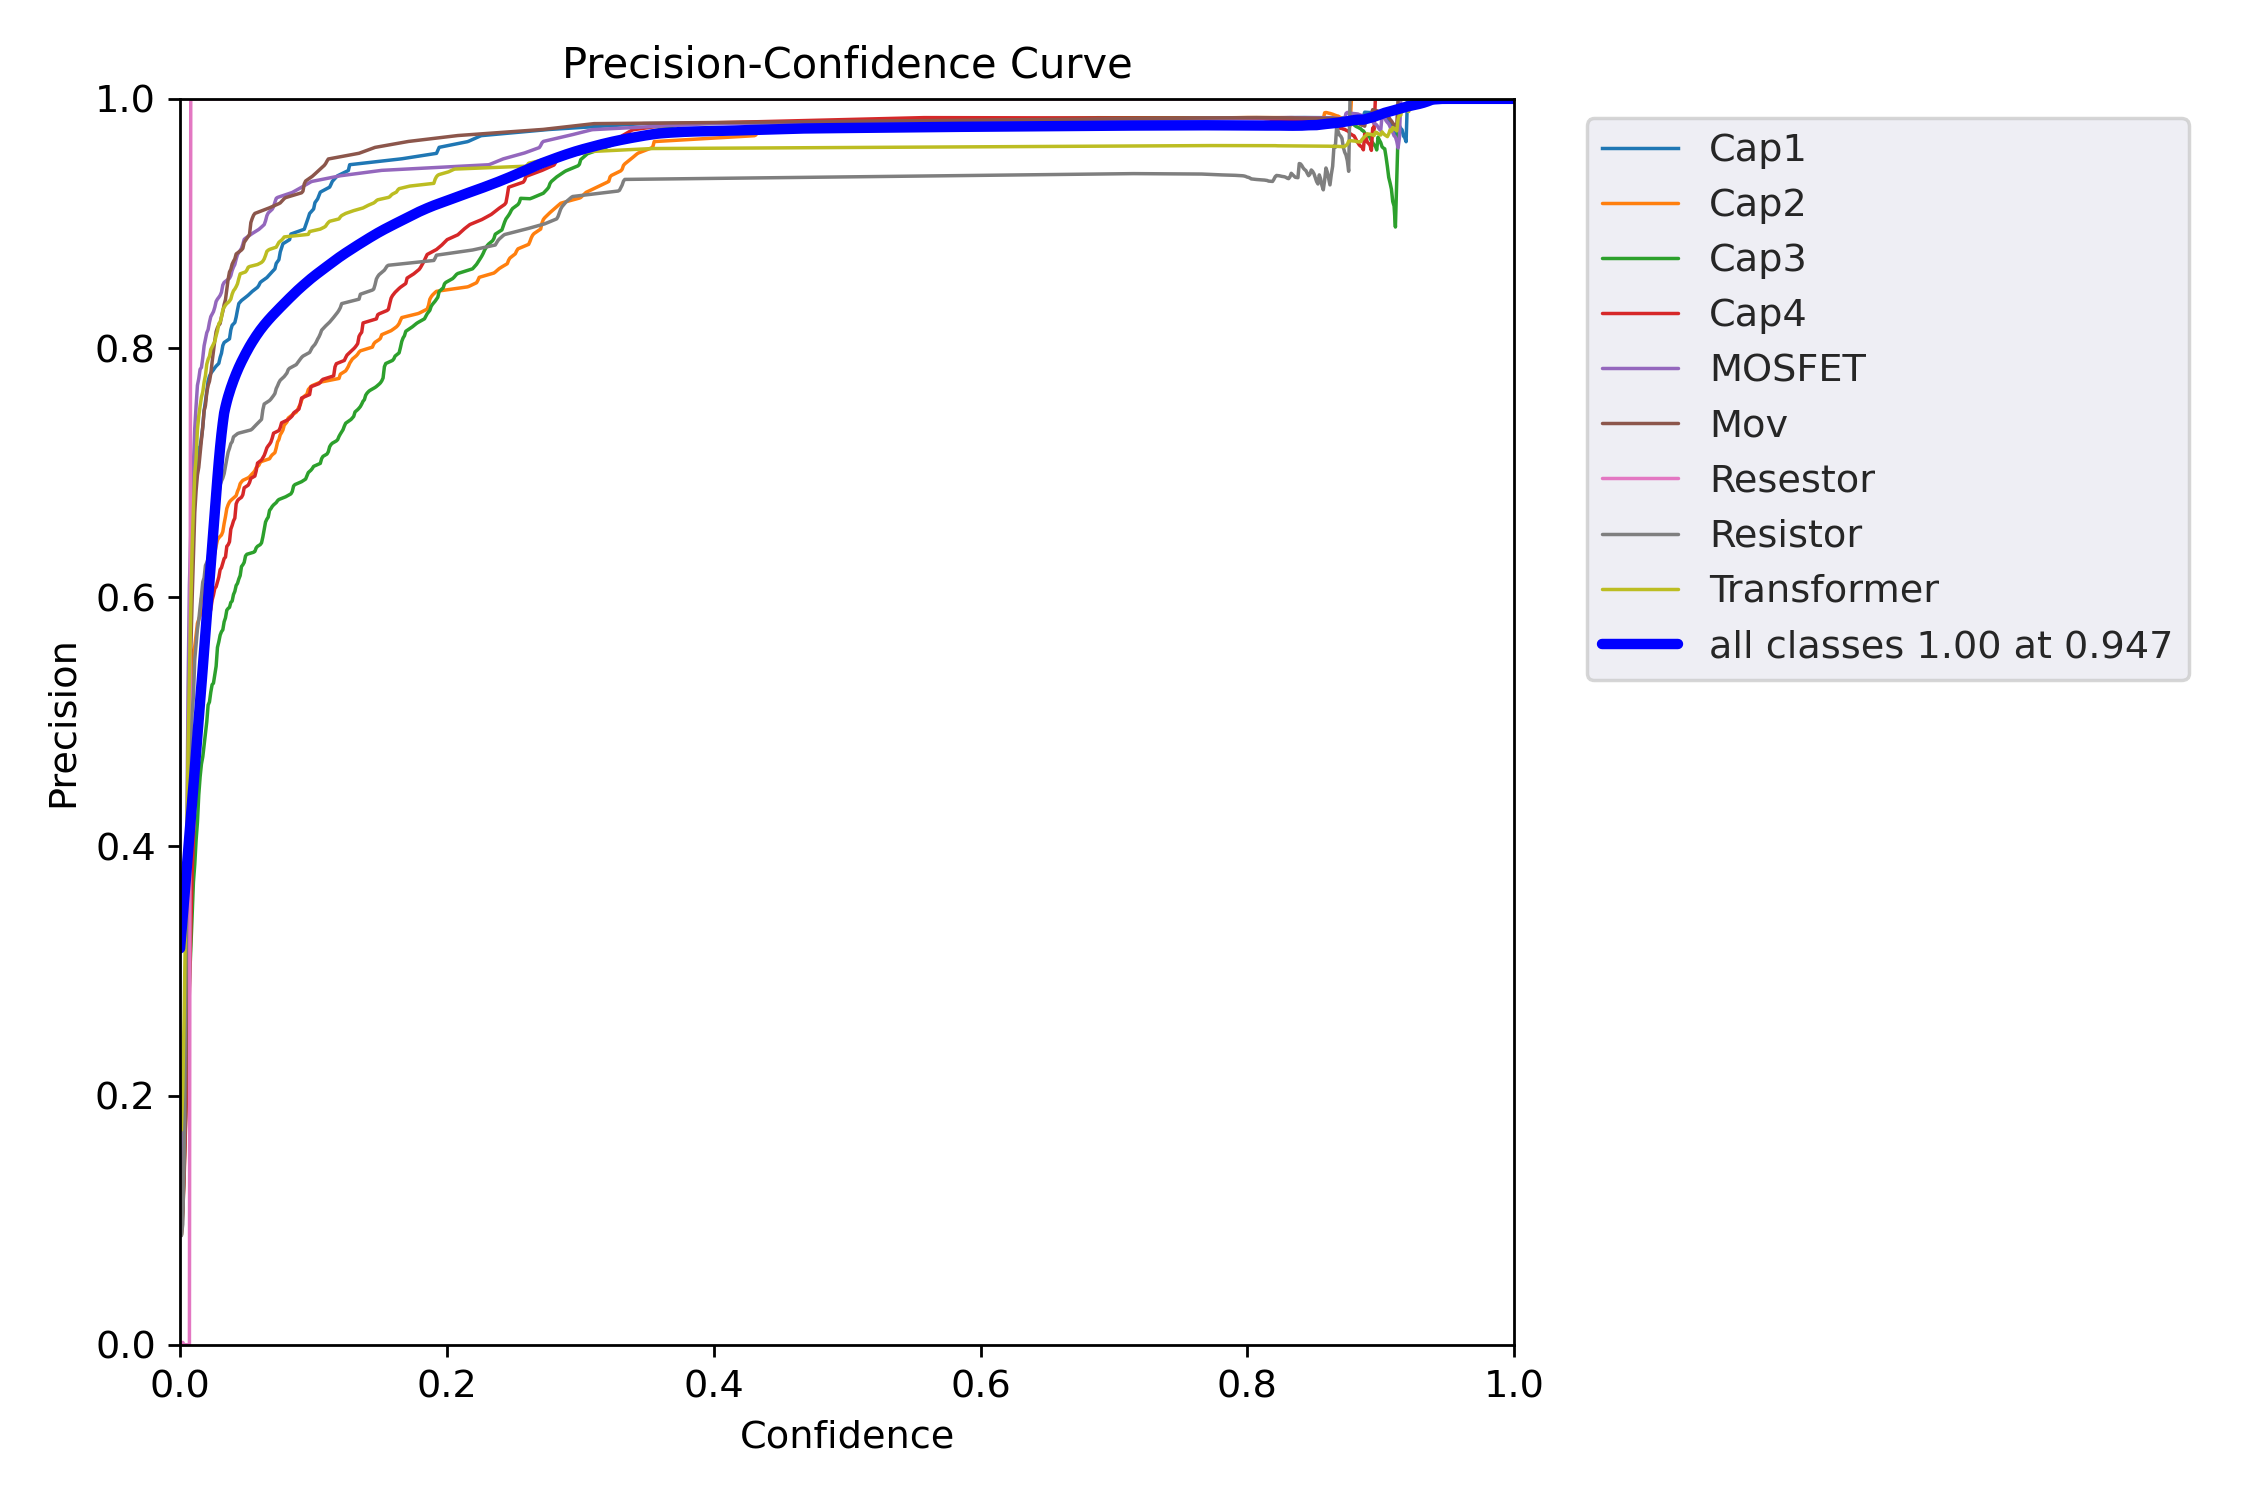 Precision-Confidence Curve
1.0
0.8
0.6
0.4
0.2
0.0
Precision
0.0 0.2 0.4 0.6 0.8 1.0
Confidence
Cap1
Cap2
Cap3
Cap4
MOSFET
Mov
Resestor
Resistor
Transformer
all classes 1.00 at 0.947